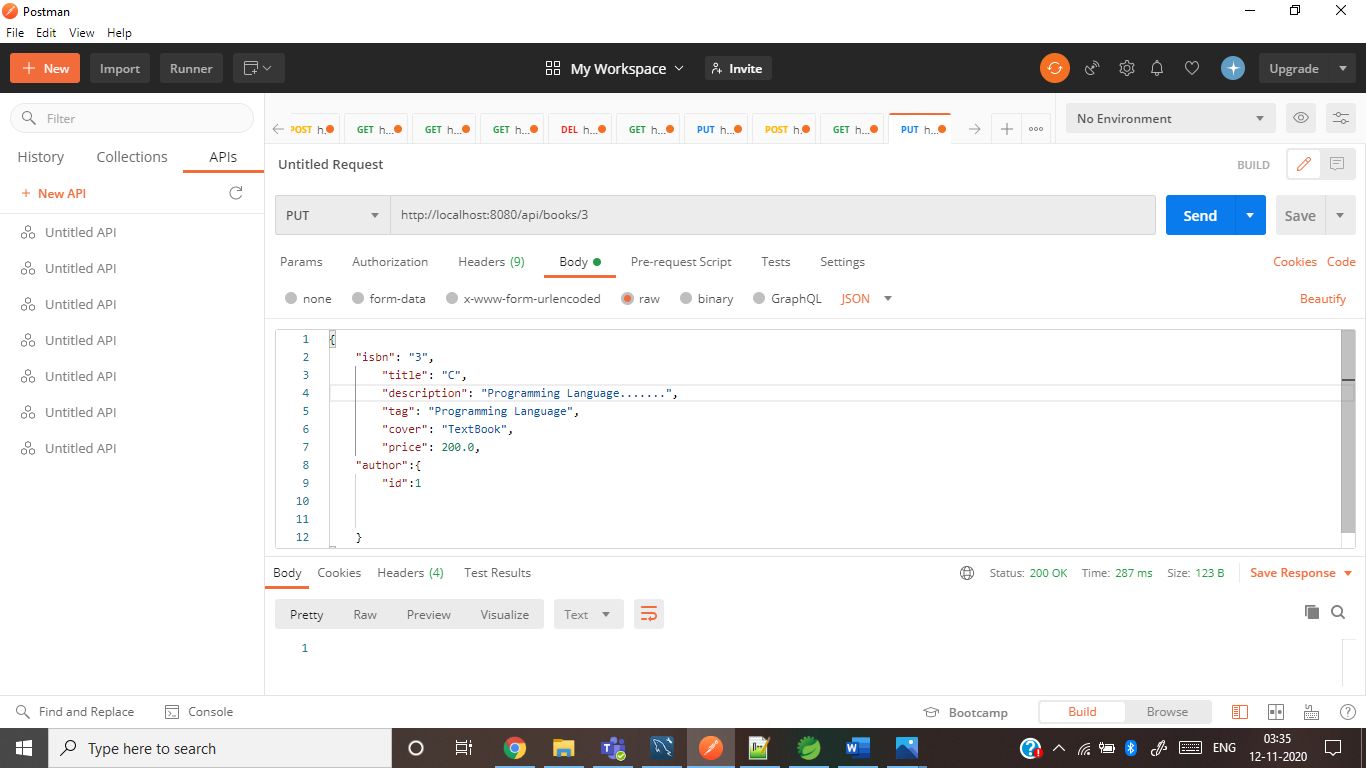 Postman
File Edit View Help
+ New Import Runner My Workspace Invite Upgrade
Filter
POST h... GET h... GET h... GET h... DEL h... GET h... PUT h... POST h... GET h... PUT h... No Environment
History Collections APIs
Untitled Request BUILD
+ New API
PUT http://localhost:8080/api/books/3 Send Save
Untitled API
Untitled API
Untitled API
Untitled API
Untitled API
Untitled API
Untitled API
Params Authorization Headers (9) Body Pre-request Script Tests Settings Cookies Code
none form-data x-www-form-urlencoded raw binary GraphQL JSON Beautify
1 {
2 "isbn": "3",
3 "title": "C",
4 "description": "Programming Language.......",
5 "tag": "Programming Language",
6 "cover": "TextBook",
7 "price": 200.0,
8 "author":{
9 "id":1
10
11
12 }
Body Cookies Headers (4) Test Results Status: 200 OK Time: 287 ms Size: 123 B Save Response
Pretty Raw Preview Visualize Text
1
Find and Replace Console Bootcamp Build Browse
Type here to search ENG 03:35
12-11-2020